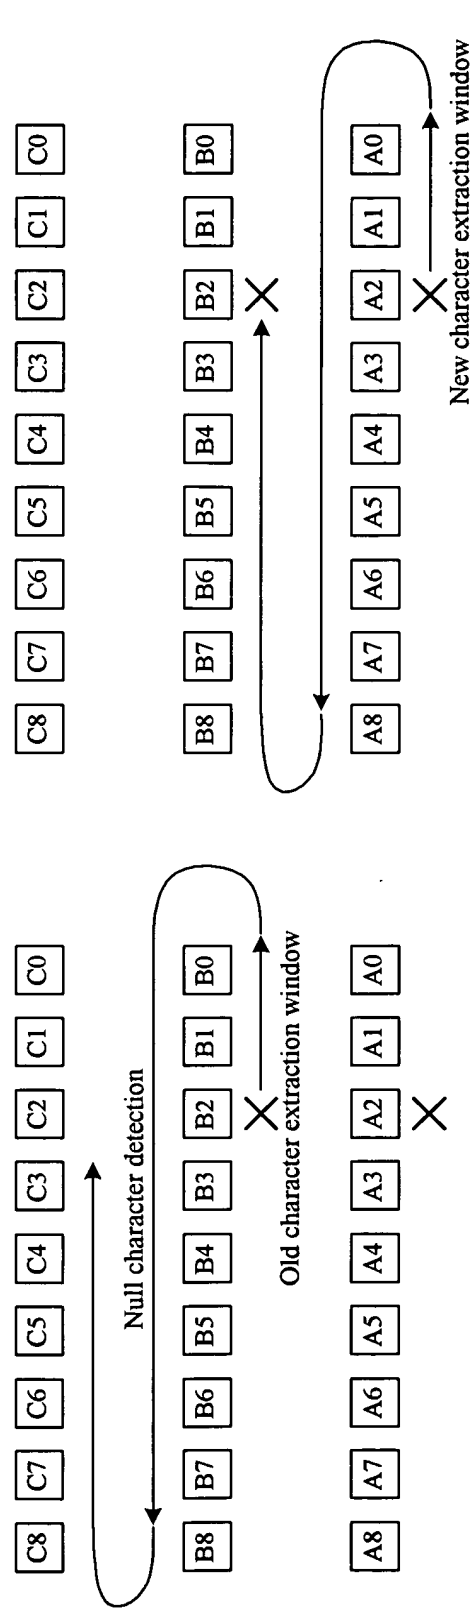 C8 C7 C6 C5 C4 C3 C2 C1 C0
Null character detection
B8 B7 B6 B5 B4 B3 B2 B1 B0
Old character extraction window
A8 A7 A6 A5 A4 A3 A2 A1 A0
C8 C7 C6 C5 C4 C3 C2 C1 C0
B8 B7 B6 B5 B4 B3 B2 B1 B0
A8 A7 A6 A5 A4 A3 A2 A1 A0
New character extraction window